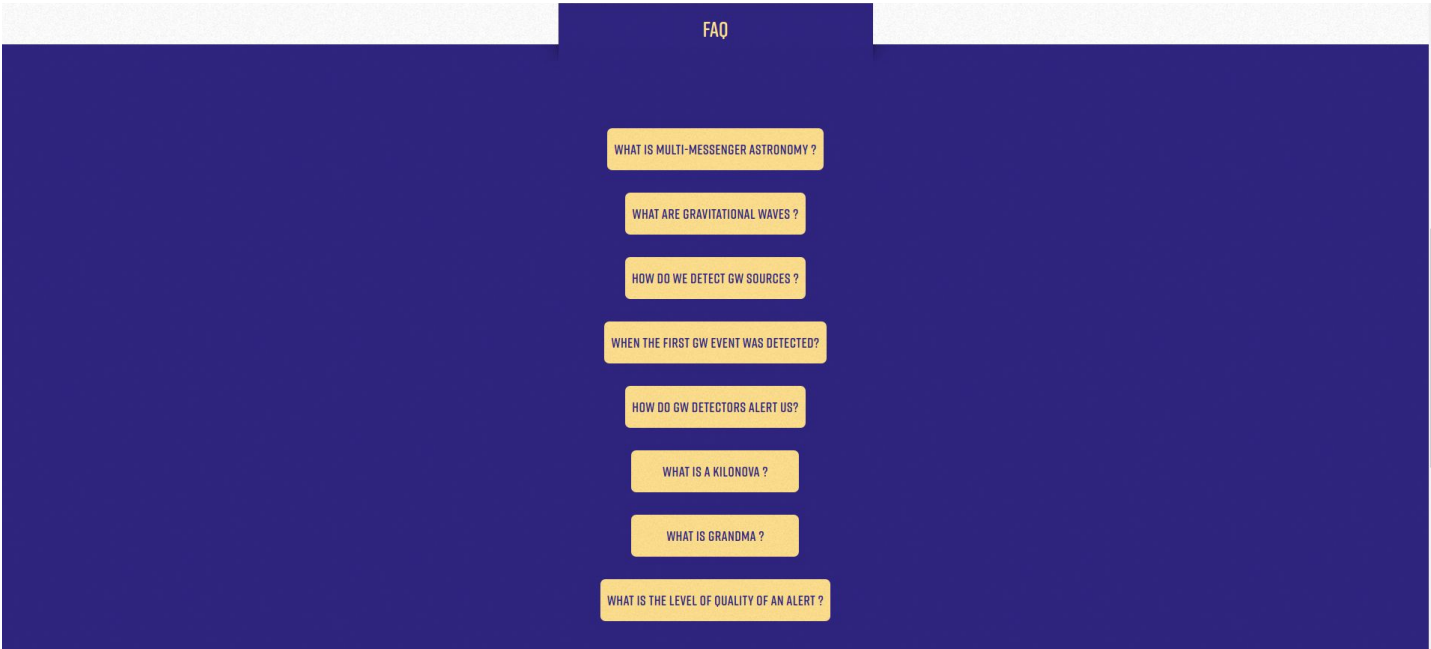 FAQ
WHAT IS MULTI-MESSENGER ASTRONOMY ?
WHAT ARE GRAVITATIONAL WAVES ?
HOW DO WE DETECT GW SOURCES ?
WHEN THE FIRST GW EVENT WAS DETECTED?
HOW DO GW DETECTORS ALERT US?
WHAT IS A KILONOVA ?
WHAT IS GRANDMA ?
WHAT IS THE LEVEL OF QUALITY OF AN ALERT ?